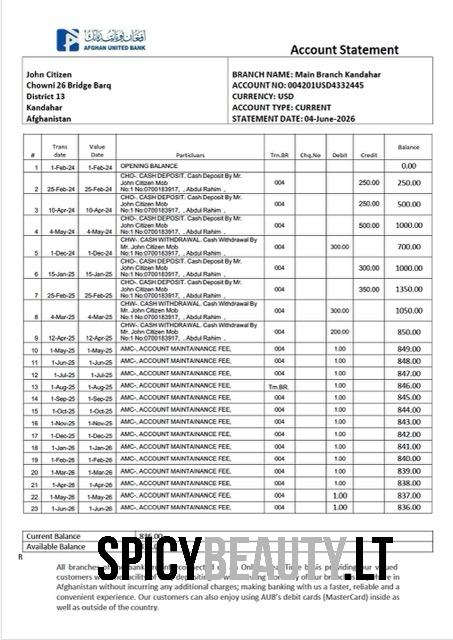 افغان یونایتد بانک
AFGHAN UNITED BANK
Account Statement
John Citizen
Chowni 26 Bridge Barq
District 13
Kandahar
Afghanistan
BRANCH NAME: Main Branch Kandahar
ACCOUNT NO: 004201USD4332445
CURRENCY: USD
ACCOUNT TYPE: CURRENT
STATEMENT DATE: 04-June-2026
# Trans date Value Date Particluars Trn.BR Chq.No Debit Credit Balance
1 1-Feb-24 1-Feb-24 OPENING BALANCE 0.00
2 25-Feb-24 25-Feb-24 CHO-. CASH DEPOSIT. Cash Deposit By Mr. 004 250.00 250.00
John Citizen Mob
No:1 No:0700183917, , Abdul Rahim ,
3 10-Apr-24 10-Apr-24 CHO-. CASH DEPOSIT. Cash Deposit By Mr. 004 250.00 500.00
John Citizen Mob
No:1 No:0700183917, , Abdul Rahim ,
4 4-May-24 4-May-24 CHO-. CASH DEPOSIT. Cash Deposit By Mr. 004 500.00 1000.00
John Citizen Mob
No:1 No:0700183917, , Abdul Rahim ,
5 1-Dec-24 1-Dec-24 CHW-. CASH WITHDRAWAL. Cash Withdrawal By 004 300.00 700.00
Mr. John Citizen Mob
No:1 No:0700183917, , Abdul Rahim ,
6 15-Jan-25 15-Jan-25 CHO-. CASH DEPOSIT. Cash Deposit By Mr. 004 300.00 1000.00
John Citizen Mob
No:1 No:0700183917, , Abdul Rahim ,
7 25-Feb-25 25-Feb-25 CHO-. CASH DEPOSIT. Cash Deposit By Mr. 004 350.00 1350.00
John Citizen Mob
No:1 No:0700183917, , Abdul Rahim ,
8 4-Mar-25 4-Mar-25 CHW-. CASH WITHDRAWAL. Cash Withdrawal By 004 300.00 1050.00
Mr. John Citizen Mob
No:1 No:0700183917, , Abdul Rahim ,
9 12-Apr-25 12-Apr-25 CHW-. CASH WITHDRAWAL. Cash Withdrawal By 004 200.00 850.00
Mr. John Citizen Mob
No:1 No:0700183917, , Abdul Rahim ,
10 1-May-25 1-May-25 AMC-, ACCOUNT MAINTAINANCE FEE, 004 1.00 849.00
11 1-Jun-25 1-Jun-25 AMC-, ACCOUNT MAINTAINANCE FEE, 004 1.00 848.00
12 1-Jul-25 1-Jul-25 AMC-, ACCOUNT MAINTAINANCE FEE, 004 1.00 847.00
13 1-Aug-25 1-Aug-25 AMC-, ACCOUNT MAINTAINANCE FEE, Trn.BR. 1.00 846.00
14 1-Sep-25 1-Sep-25 AMC-, ACCOUNT MAINTAINANCE FEE, 004 1.00 845.00
15 1-Oct-25 1-Oct-25 AMC-, ACCOUNT MAINTAINANCE FEE, 004 1.00 844.00
16 1-Nov-25 1-Nov-25 AMC-, ACCOUNT MAINTAINANCE FEE, 004 1.00 843.00
17 1-Dec-25 1-Dec-25 AMC-, ACCOUNT MAINTAINANCE FEE, 004 1.00 842.00
18 1-Jan-26 1-Jan-26 AMC-, ACCOUNT MAINTAINANCE FEE, 004 1.00 841.00
19 1-Feb-26 1-Feb-26 AMC-, ACCOUNT MAINTAINANCE FEE, 004 1.00 840.00
20 1-Mar-26 1-Mar-26 AMC-, ACCOUNT MAINTAINANCE FEE, 004 1.00 839.00
21 1-Apr-26 1-Apr-26 AMC-, ACCOUNT MAINTAINANCE FEE, 004 1.00 838.00
22 1-May-26 1-May-26 AMC-, ACCOUNT MAINTAINANCE FEE, 004 1.00 837.00
23 1-Jun-26 1-Jun-26 AMC-, ACCOUNT MAINTAINANCE FEE, 004 1.00 836.00
Current Balance 836.00
Available Balance
SPICYBEAUTY.LT
R
All branches of the bank Online Time basis providing our valued
customers facility of depositing money our branches in
Afghanistan without incurring any additional charges; making banking with us a faster, reliable and a
convenient experience. Our customers can also enjoy using AUB's debit cards (MasterCard) inside as
well as outside of the country.